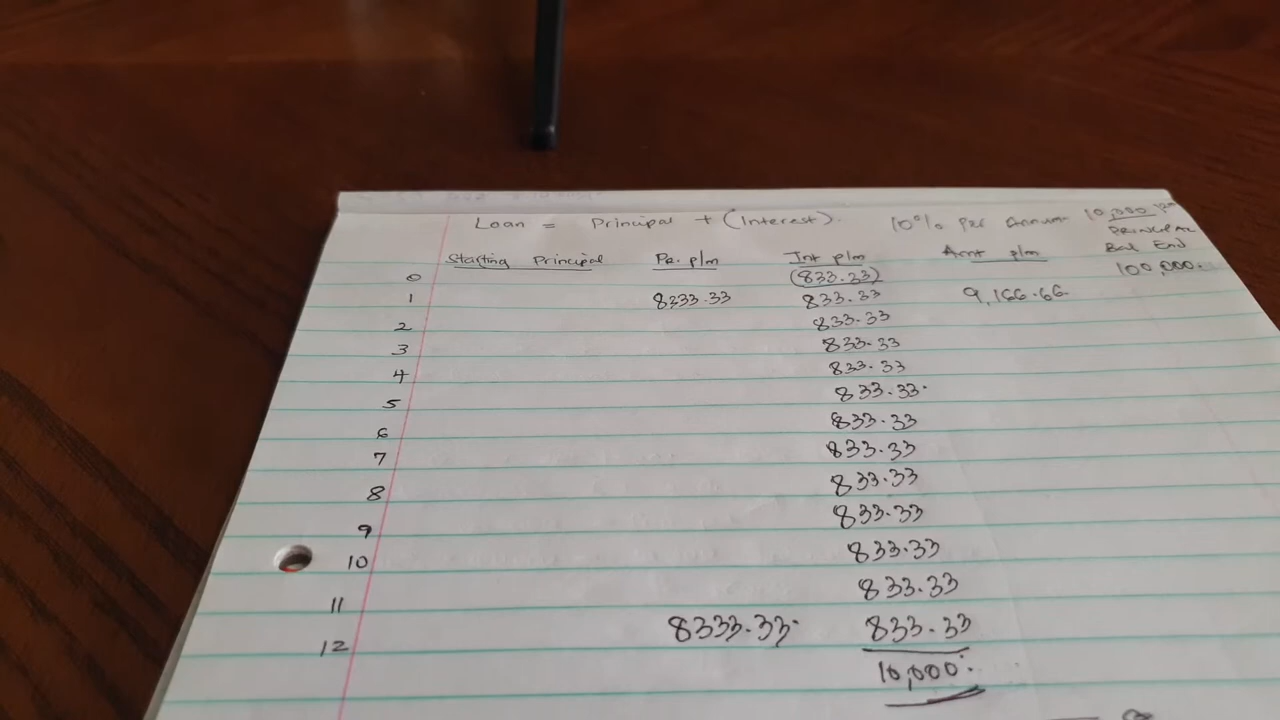 Loan = Principal + (Interest). 10% Per Annum 10,000
PRINCIPAL
Starting Principal Pr. p/m Int p/m Amt p/m Bal End
0 (833.33) 100,000.
1 8333.33 833.33 9,166.66
2 833.33
3 833.33
4 833.33
5 833.33.
6 833.33
7 833.33
8 833.33
9 833.33
10 833.33
11 833.33
12 8333.33. 833.33
10,000.